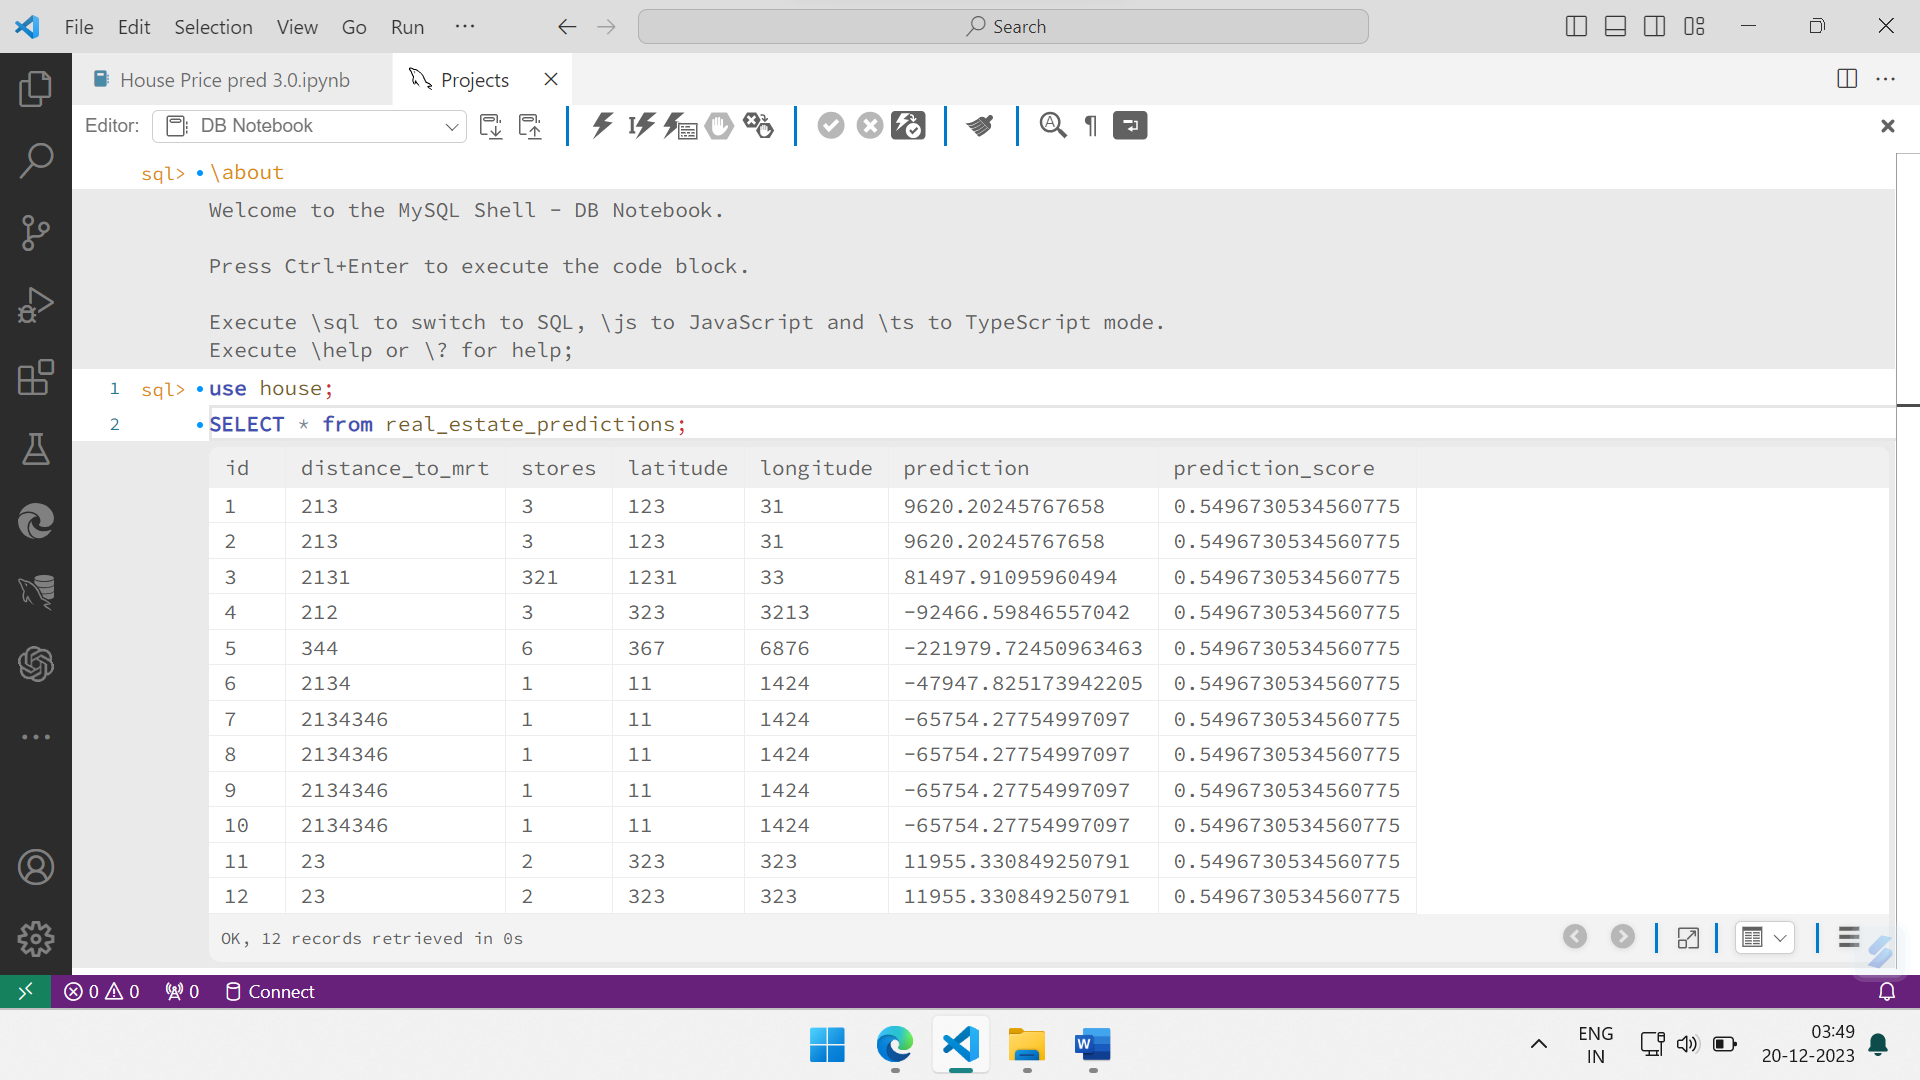 File Edit Selection View Go Run ··· Search
House Price pred 3.0.ipynb Projects
Editor: DB Notebook
sql> \about
Welcome to the MySQL Shell - DB Notebook.
Press Ctrl+Enter to execute the code block.
Execute \sql to switch to SQL, \js to JavaScript and \ts to TypeScript mode.
Execute \help or \? for help;
1 sql> use house;
2 SELECT * from real_estate_predictions;
id distance_to_mrt stores latitude longitude prediction prediction_score
1 213 3 123 31 9620.20245767658 0.5496730534560775
2 213 3 123 31 9620.20245767658 0.5496730534560775
3 2131 321 1231 33 81497.91095960494 0.5496730534560775
4 212 3 323 3213 -92466.59846557042 0.5496730534560775
5 344 6 367 6876 -221979.72450963463 0.5496730534560775
6 2134 1 11 1424 -47947.825173942205 0.5496730534560775
7 2134346 1 11 1424 -65754.27754997097 0.5496730534560775
8 2134346 1 11 1424 -65754.27754997097 0.5496730534560775
9 2134346 1 11 1424 -65754.27754997097 0.5496730534560775
10 2134346 1 11 1424 -65754.27754997097 0.5496730534560775
11 23 2 323 323 11955.330849250791 0.5496730534560775
12 23 2 323 323 11955.330849250791 0.5496730534560775
OK, 12 records retrieved in 0s
0 0 0 Connect
W
ENG 03:49
IN 20-12-2023